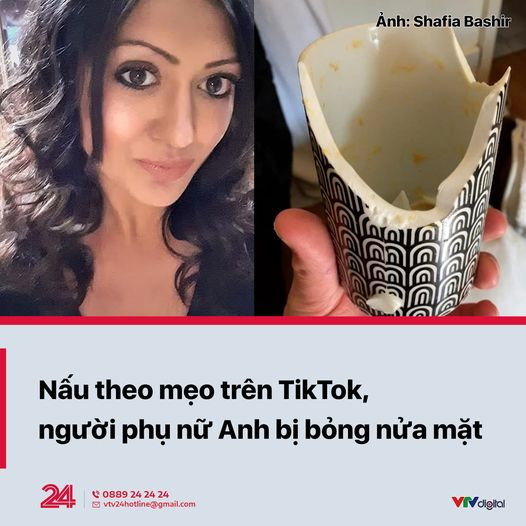 Ảnh: Shafia Bashir
Nấu theo mẹo trên TikTok,
người phụ nữ Anh bị bỏng nửa mặt
24
0889 24 24 24
vtv24hotline@gmail.com
VTVdigital